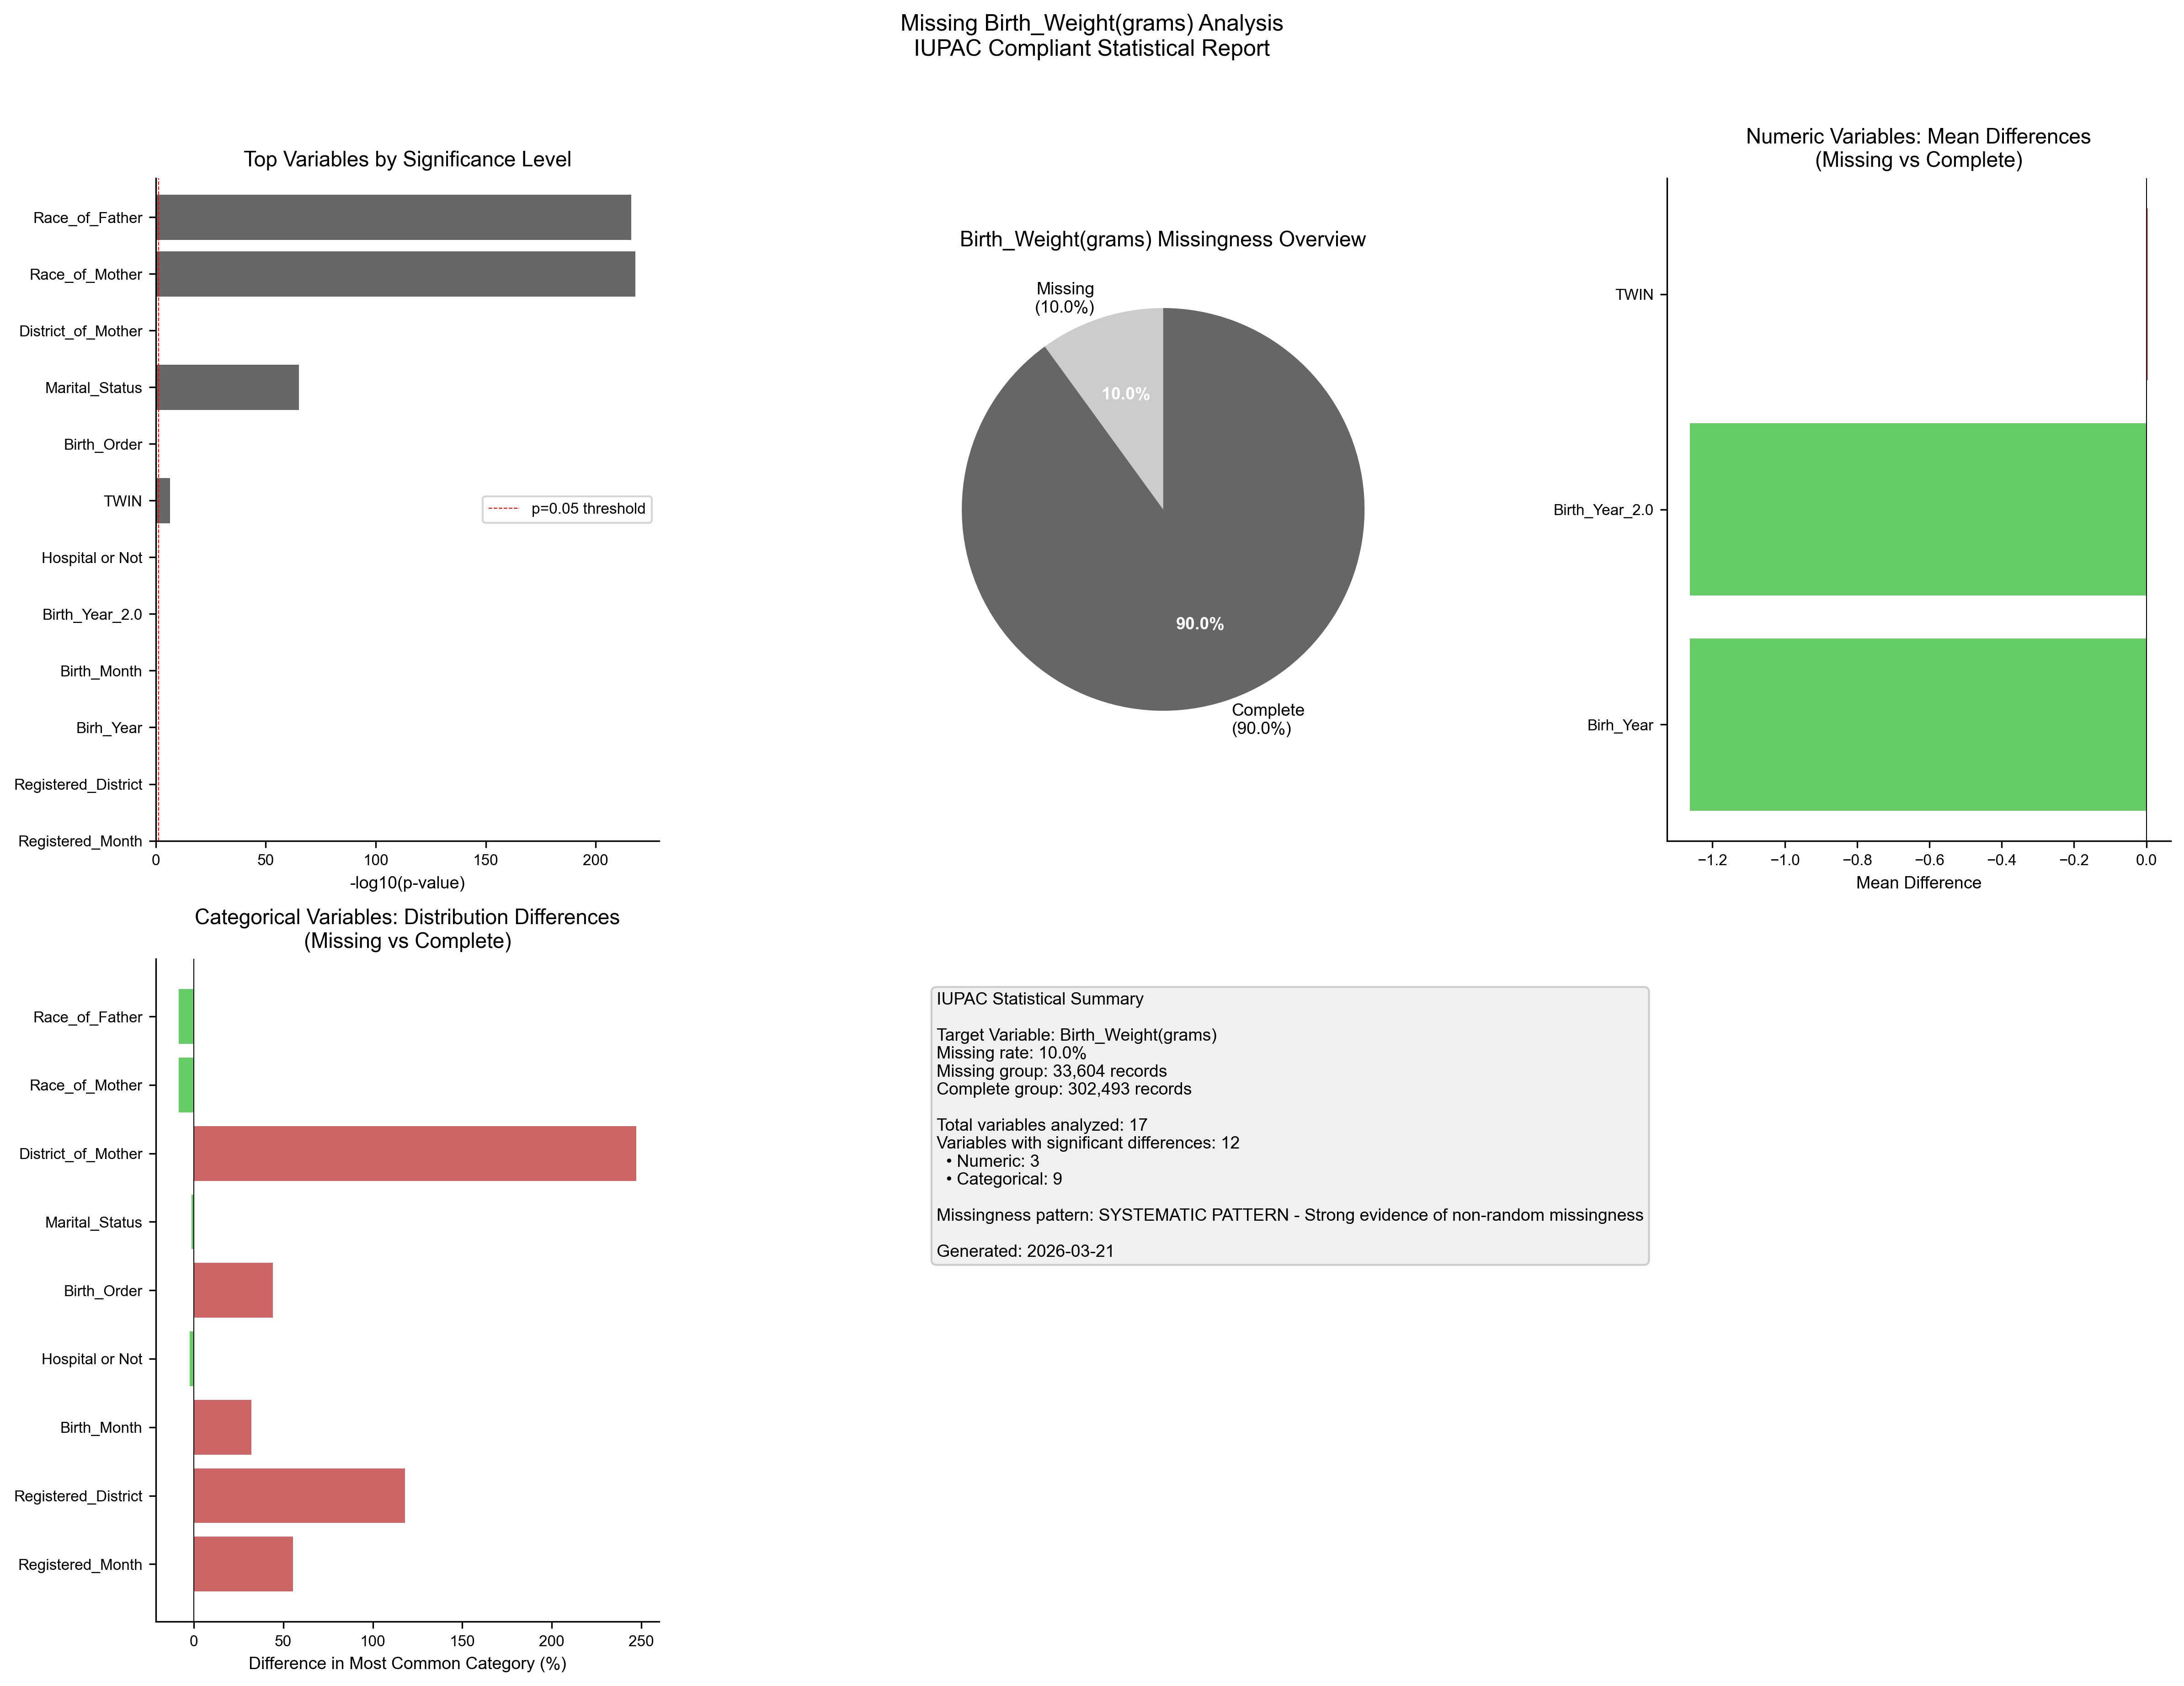 Missing Birth_Weight(grams) Analysis
IUPAC Compliant Statistical Report
Top Variables by Significance Level
Race_of_Father
Race_of_Mother
District_of_Mother
Marital_Status
Birth_Order
TWIN
Hospital or Not
Birth_Year_2.0
Birth_Month
Birh_Year
Registered_District
Registered_Month
p=0.05 threshold
0 50 100 150 200
-log10(p-value)
Birth_Weight(grams) Missingness Overview
Missing
(10.0%)
10.0%
90.0%
Complete
(90.0%)
Numeric Variables: Mean Differences
(Missing vs Complete)
TWIN
Birth_Year_2.0
Birh_Year
−1.2 −1.0 −0.8 −0.6 −0.4 −0.2 0.0
Mean Difference
Categorical Variables: Distribution Differences
(Missing vs Complete)
Race_of_Father
Race_of_Mother
District_of_Mother
Marital_Status
Birth_Order
Hospital or Not
Birth_Month
Registered_District
Registered_Month
0 50 100 150 200 250
Difference in Most Common Category (%)
IUPAC Statistical Summary
Target Variable: Birth_Weight(grams)
Missing rate: 10.0%
Missing group: 33,604 records
Complete group: 302,493 records
Total variables analyzed: 17
Variables with significant differences: 12
• Numeric: 3
• Categorical: 9
Missingness pattern: SYSTEMATIC PATTERN - Strong evidence of non-random missingness
Generated: 2026-03-21